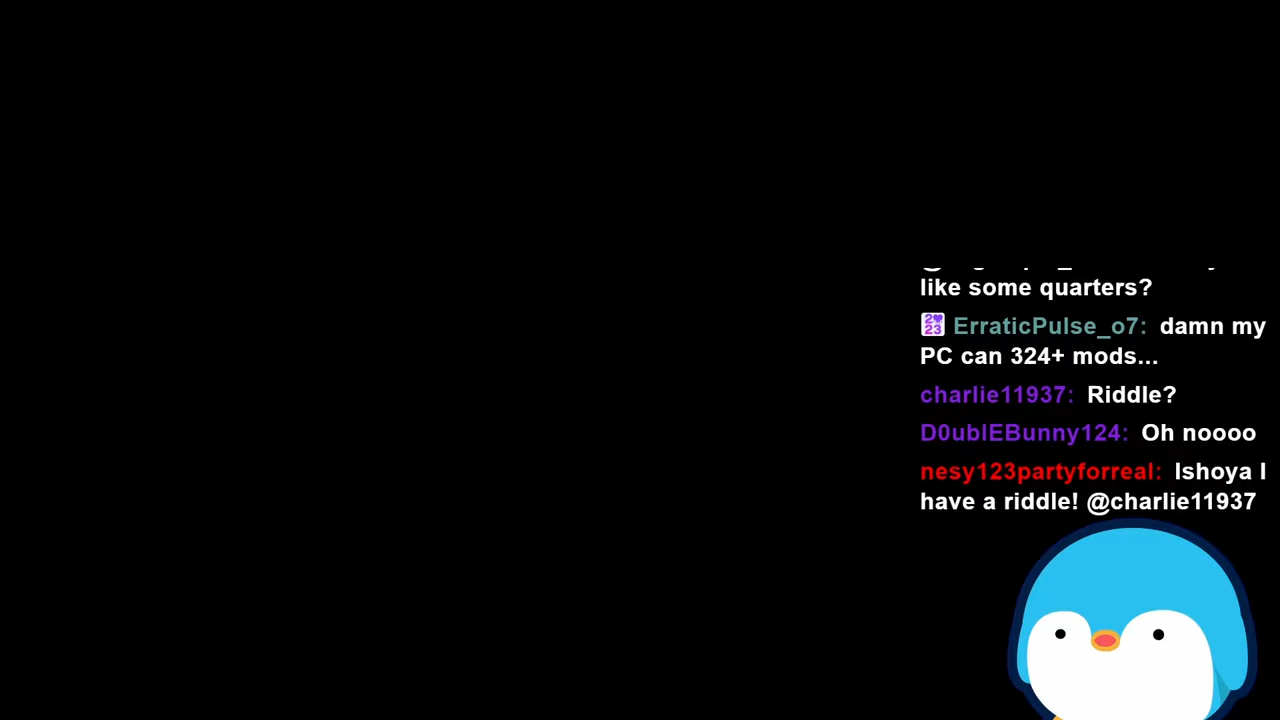 like some quarters?
2023 ErraticPulse_o7: damn my
PC can 324+ mods...
charlie11937: Riddle?
D0ublEBunny124: Oh noooo
nesy123partyforreal: Ishoya I
have a riddle! @charlie11937